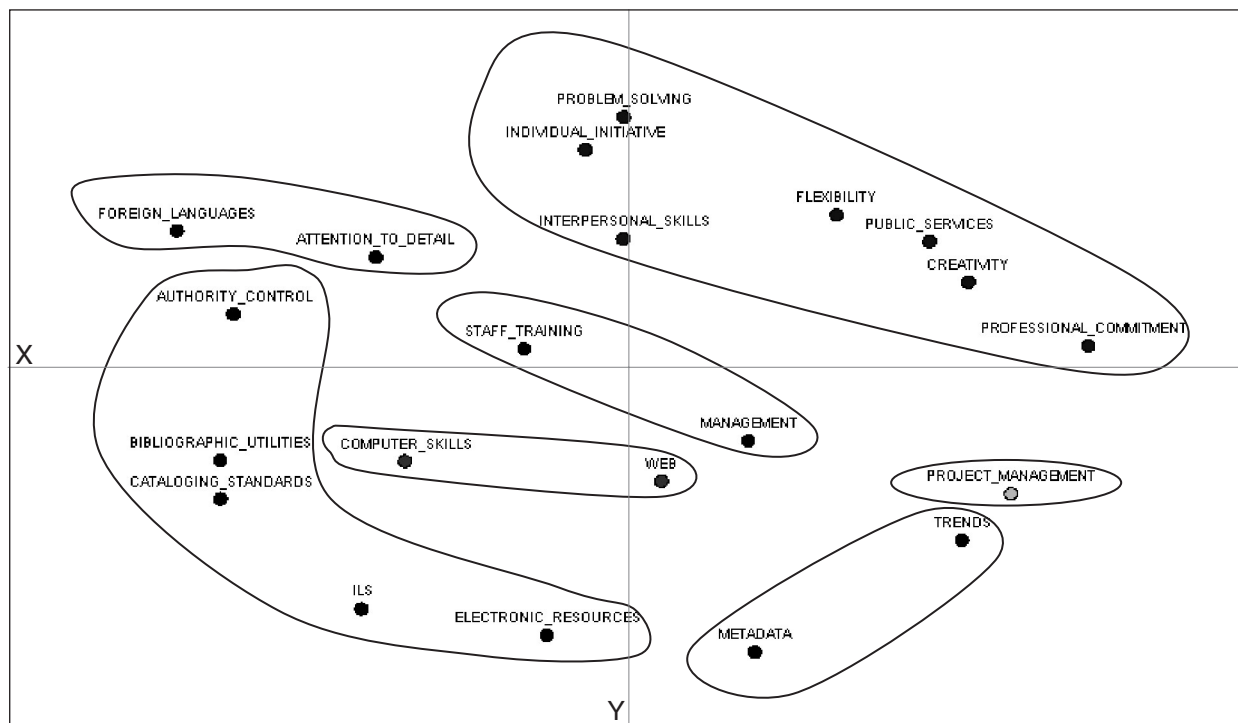 PROBLEM_SOLVING
INDIVIDUAL_INITIATIVE
FLEXIBILITY
FOREIGN_LANGUAGES
INTERPERSONAL_SKILLS
PUBLIC_SERVICES
ATTENTION_TO_DETAIL
CREATIVITY
AUTHORITY_CONTROL
STAFF_TRAINING
PROFESSIONAL_COMMITMENT
X
MANAGEMENT
BIBLIOGRAPHIC_UTILITIES
COMPUTER_SKILLS
WEB
CATALOGING_STANDARDS
PROJECT_MANAGEMENT
TRENDS
ILS
ELECTRONIC_RESOURCES
METADATA
Y